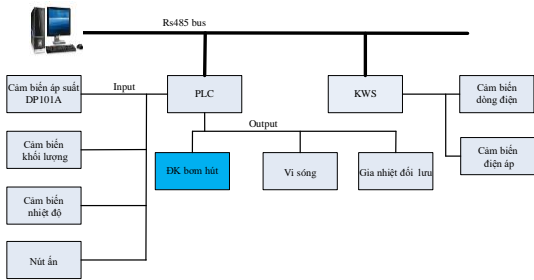 Rs485 bus
Cảm biến áp suất
DP101A
Input
PLC
KWS
Cảm biến
dòng điện
Output
Cảm biến
khối lượng
ĐK bơm hút
Vi sóng
Gia nhiệt đối lưu
Cảm biến
điện áp
Cảm biến
nhiệt độ
Nút ấn